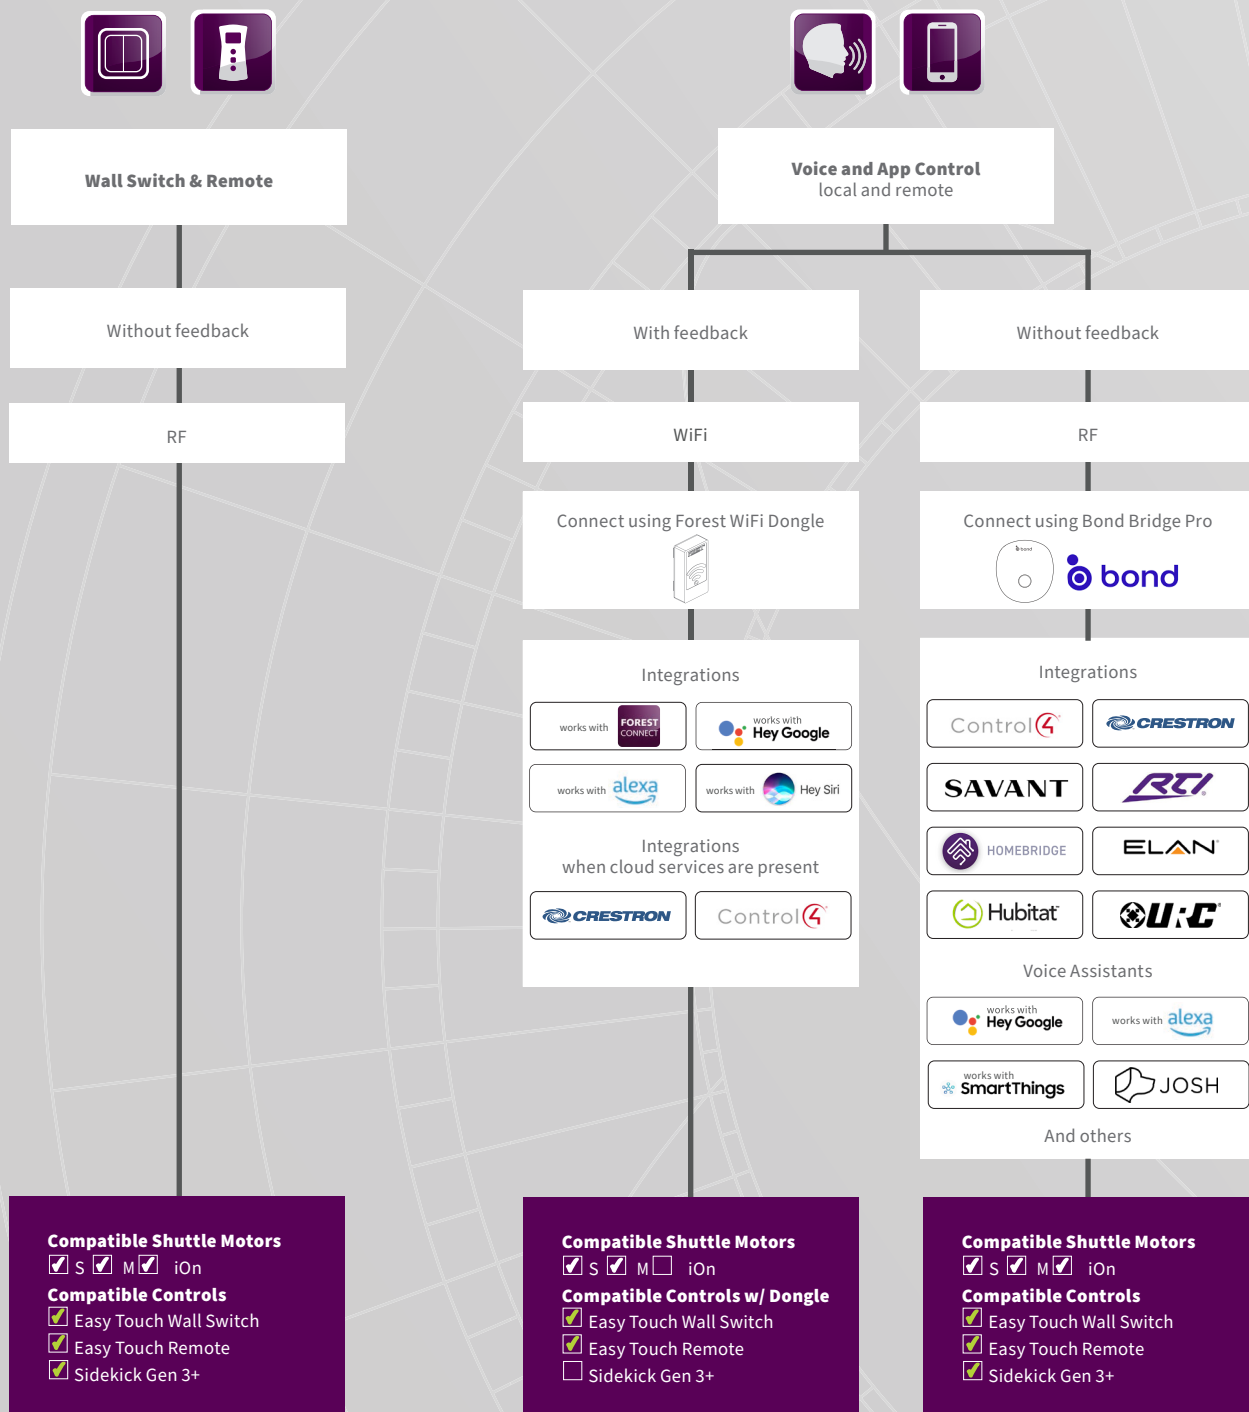 Wall Switch & Remote
Without feedback
RF
Compatible Shuttle Motors
S M iOn
Compatible Controls
Easy Touch Wall Switch
Easy Touch Remote
Sidekick Gen 3+
Voice and App Control
local and remote
With feedback
WiFi
Connect using Forest WiFi Dongle
Integrations
works with FOREST CONNECT
works with Hey Google
works with alexa
works with Hey Siri
Integrations
when cloud services are present
CRESTRON
Control4
Compatible Shuttle Motors
S M iOn
Compatible Controls w/ Dongle
Easy Touch Wall Switch
Easy Touch Remote
Sidekick Gen 3+
Without feedback
RF
Connect using Bond Bridge Pro
bond
bond
Integrations
Control4
CRESTRON
SAVANT
RTI
HOMEBRIDGE
ELAN
Hubitat
URC
Voice Assistants
works with Hey Google
works with alexa
works with SmartThings
JOSH
And others
Compatible Shuttle Motors
S M iOn
Compatible Controls
Easy Touch Wall Switch
Easy Touch Remote
Sidekick Gen 3+